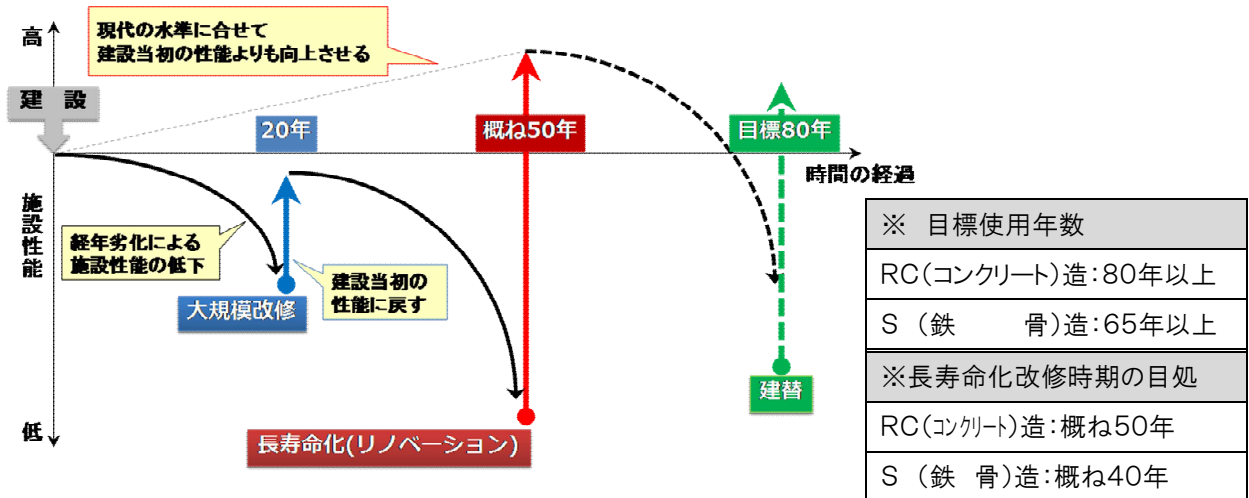 現代の水準に合せて
建設当初の性能よりも向上させる
高
建 設
20年
概ね50年
目標80年
時間の経過
施設性能
経年劣化による
施設性能の低下
建設当初の
性能に戻す
大規模改修
建替
低
長寿命化(リノベーション)
※ 目標使用年数
RC(コンクリート)造:80年以上
S (鉄 骨)造:65年以上
※長寿命化改修時期の目処
RC(コンクリート)造:概ね50年
S (鉄 骨)造:概ね40年